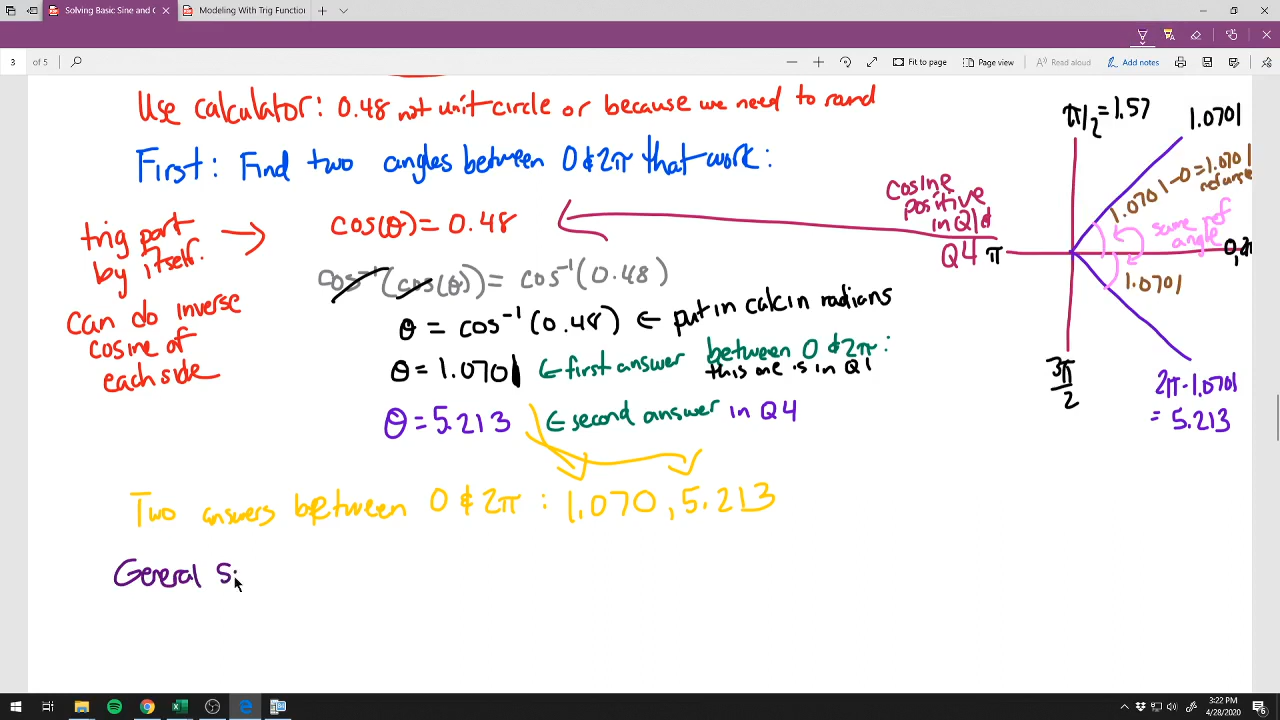 Solving Basic Sine and C
Modeling With Trig Function
3 of 5
Fit to page
Page view
Read aloud
Add notes
Use calculator: 0.48 not unit circle or because we need to round
First: Find two angles between 0 & 2π that work:
trig part
by itself.
can do inverse
cosine of
each side
cos(θ) = 0.48
cos⁻¹(cos(θ)) = cos⁻¹(0.48)
θ = cos⁻¹(0.48) ← put in calc in radians
θ = 1.0701 ← first answer between 0 & 2π:
this one is in Q1
θ = 5.213 ← second answer in Q4
cosine
positive
in Q1 &
Q4
π/2 = 1.57
1.0701
1.0701 - 0 = 1.0701
ref angle
same ref
angle
π
1.0701
3π
2
2π - 1.0701
= 5.213
Two answers between 0 & 2π : 1.070, 5.213
General S
3:22 PM
4/28/2020
6